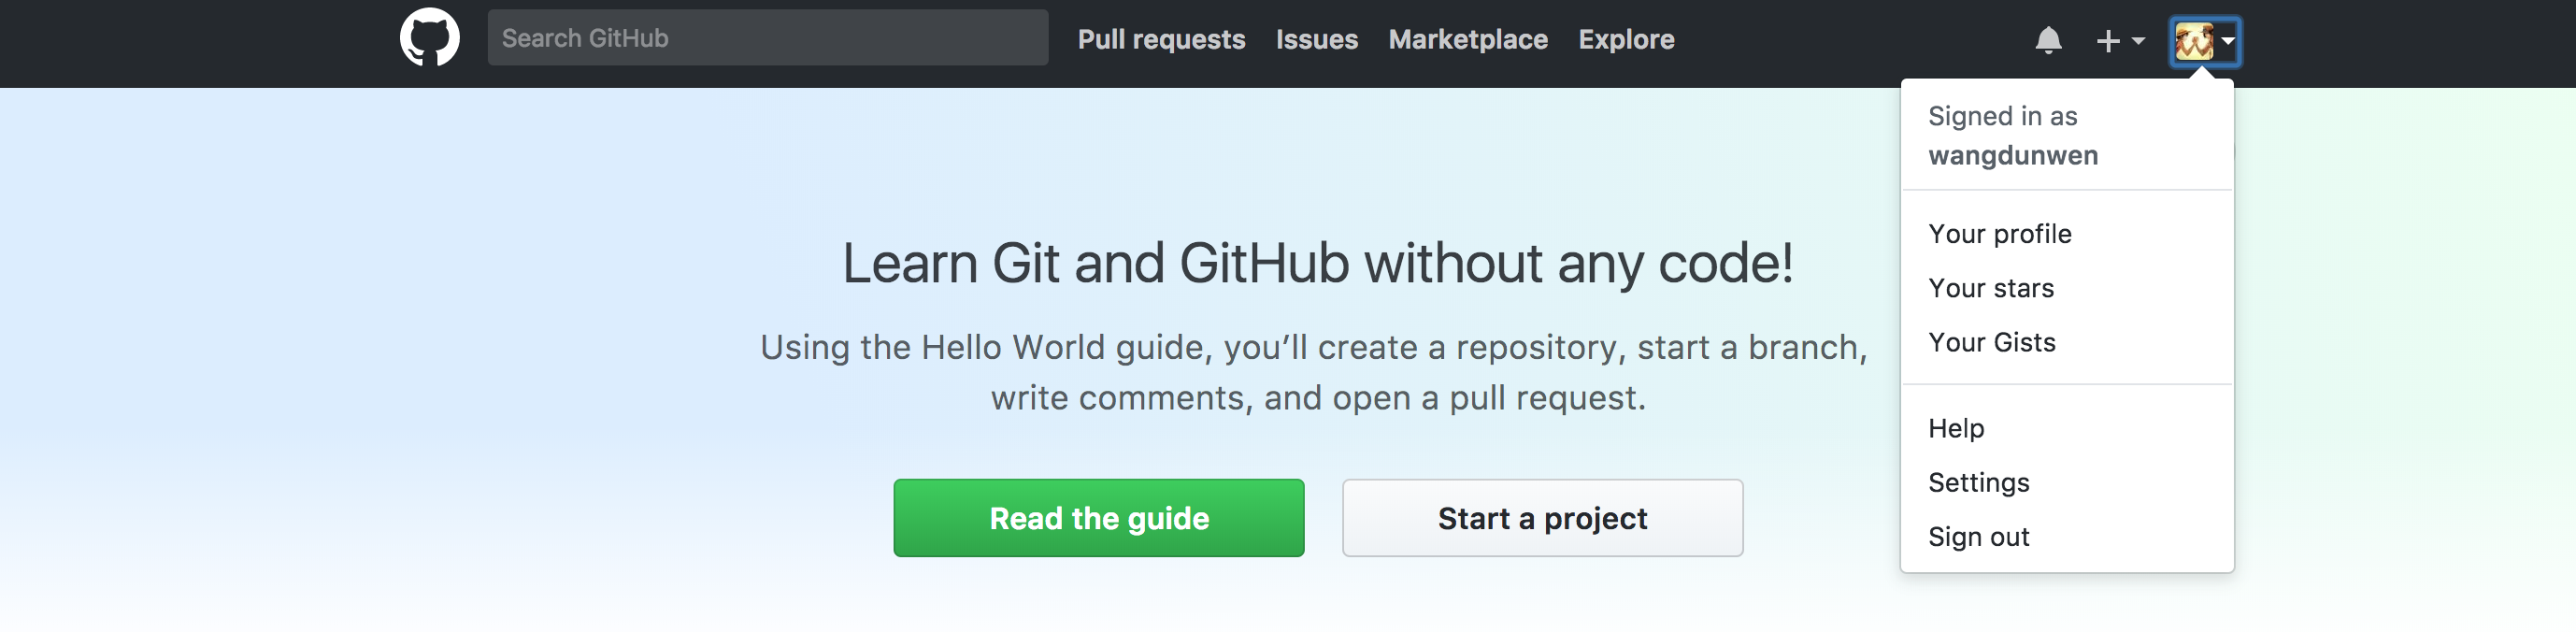 Search GitHub
Pull requests
Issues
Marketplace
Explore
Signed in as
wangdunwen
Your profile
Your stars
Your Gists
Help
Settings
Sign out
Learn Git and GitHub without any code!
Using the Hello World guide, you’ll create a repository, start a branch,
write comments, and open a pull request.
Read the guide
Start a project